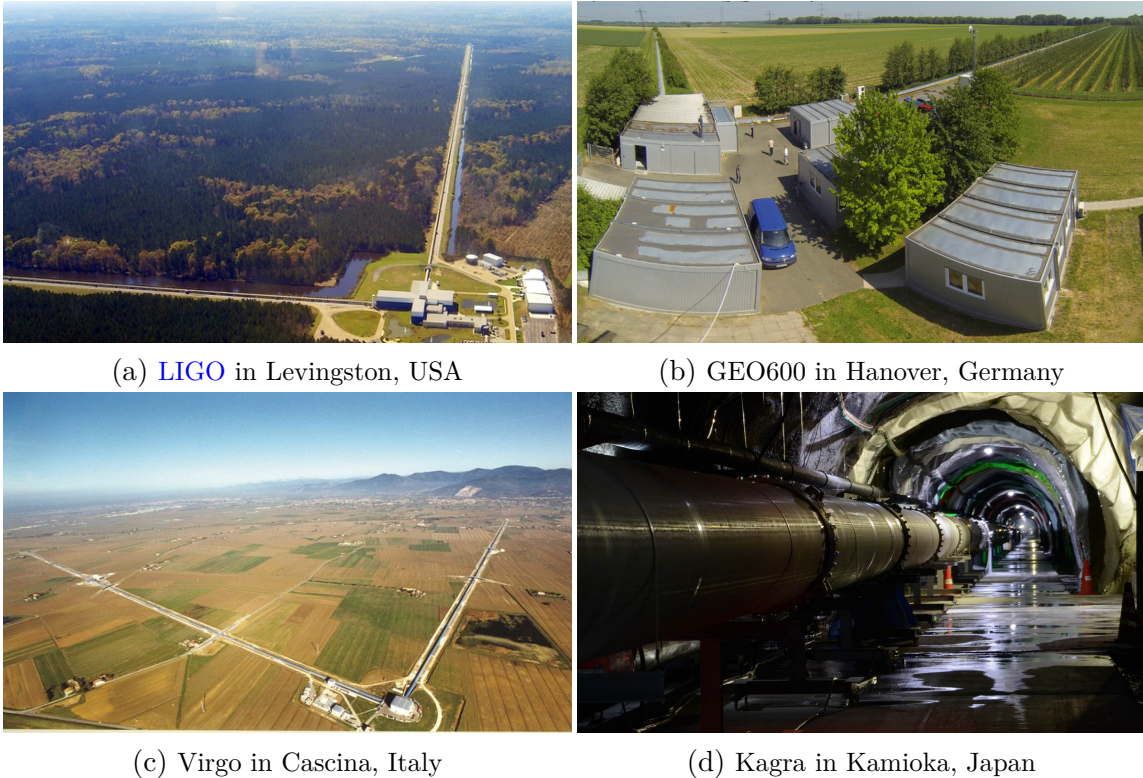 (a) LIGO in Levingston, USA
(b) GEO600 in Hanover, Germany
(c) Virgo in Cascina, Italy
(d) Kagra in Kamioka, Japan